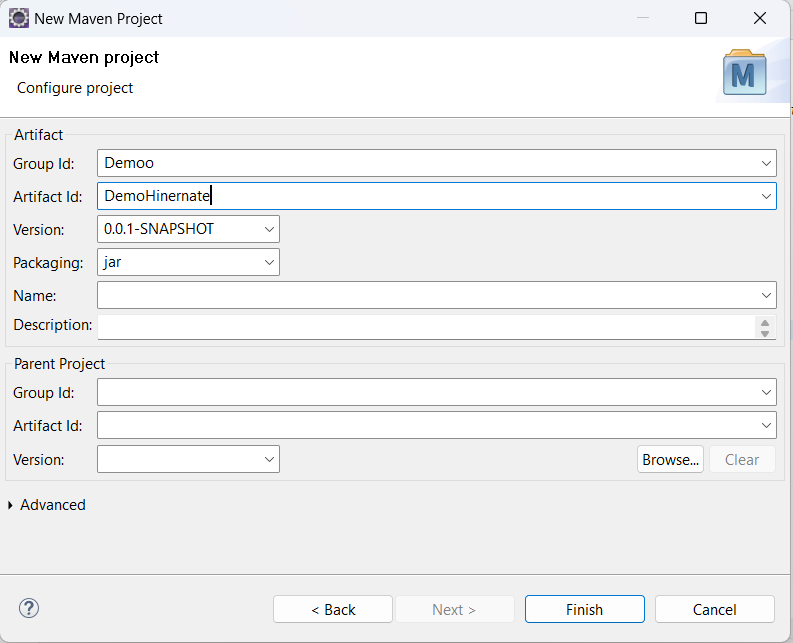 New Maven Project
New Maven project
Configure project
Artifact
Group Id: Demoo
Artifact Id: DemoHinernate
Version: 0.0.1-SNAPSHOT
Packaging: jar
Name:
Description:
Parent Project
Group Id:
Artifact Id:
Version: Browse... Clear
Advanced
< Back Next > Finish Cancel